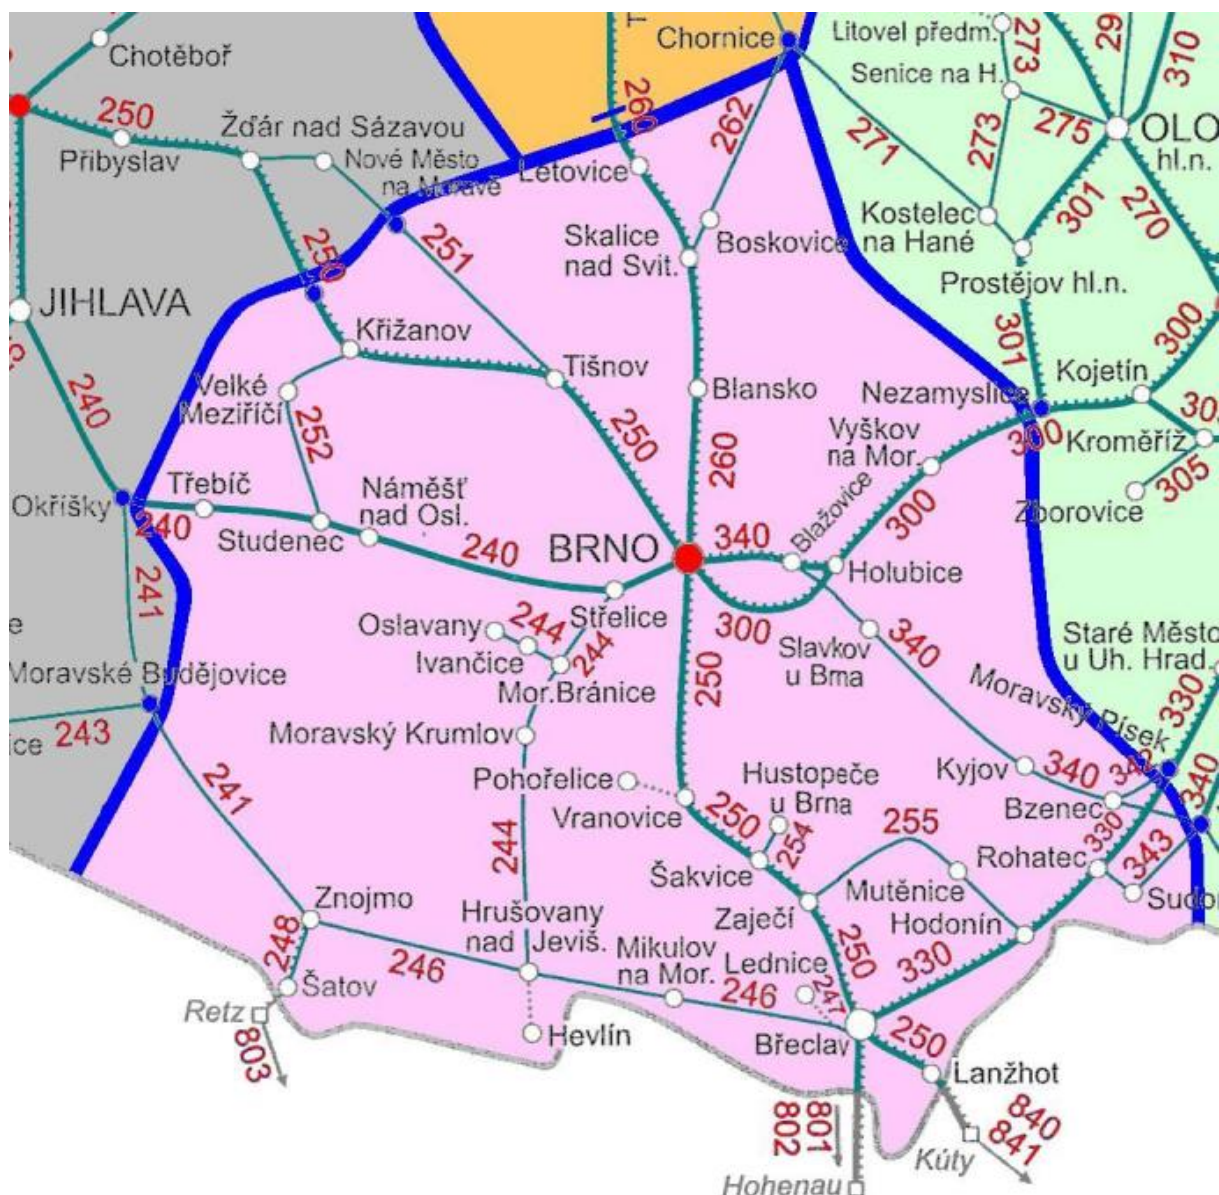 Chotěboř
Chornice
Litovel předm.
273
29
310
250
Žďár nad Sázavou
260
262
Senice na H.
Přibyslav
Nové Město
na Moravě
Letovice
271
273
275
OLO
hl.n.
250
251
Skalice
nad Svit.
Boskovice
Kostelec
na Hané
301
270
JIHLAVA
Prostějov hl.n.
Křižanov
301
300
240
Velké
Meziříčí
Tišnov
Blansko
Nezamyslice
Kojetín
252
250
260
Vyškov
na Mor.
300
Kroměříž
Okříšky
Třebíč
240
Náměšť
nad Osl.
Studenec
240
BRNO
340
Blažovice
300
Zborovice
305
241
Holubice
Střelice
Oslavany
244
Ivančice
244
300
Slavkov
u Brna
340
Staré Město
u Uh. Hrad.
Moravské Budějovice
Mor.Bránice
250
Moravský Písek
330
243
Moravský Krumlov
241
Pohořelice
Hustopeče
u Brna
Kyjov
340
342
340
Vranovice
250
254
255
Bzenec
244
Šakvice
Rohatec
330
343
Znojmo
Hrušovany
nad Jeviš.
Zaječí
Mutěnice
Hodonín
248
246
Mikulov
na Mor.
Lednice
250
330
Šatov
246
247
Retz
803
Hevlín
Břeclav
250
Lanžhot
801
802
840
841
Kúty
Hohenau